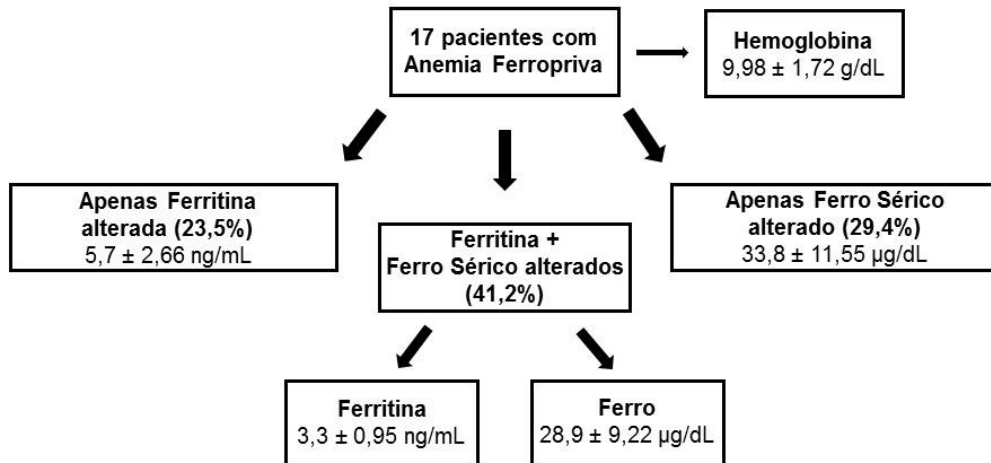 17 pacientes com
Anemia Ferropriva
Hemoglobina
9,98 ± 1,72 g/dL
Apenas Ferritina
alterada (23,5%)
5,7 ± 2,66 ng/mL
Ferritina +
Ferro Sérico alterados
(41,2%)
Apenas Ferro Sérico
alterado (29,4%)
33,8 ± 11,55 µg/dL
Ferritina
3,3 ± 0,95 ng/mL
Ferro
28,9 ± 9,22 µg/dL